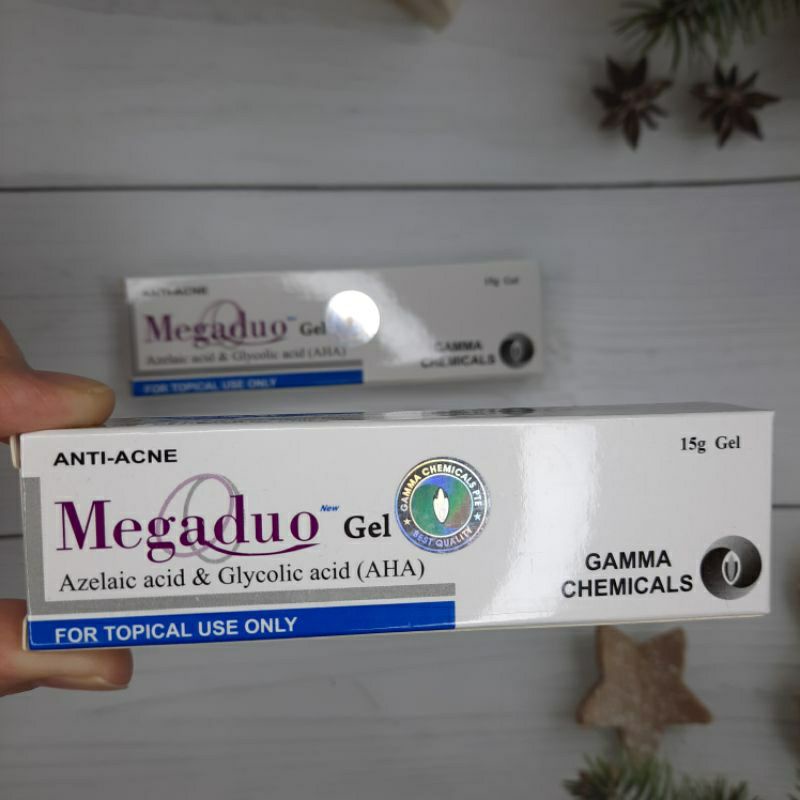 ANTI-ACNE
15g Gel
Megaduo New Gel
Azelaic acid & Glycolic acid (AHA)
GAMMA
CHEMICALS
FOR TOPICAL USE ONLY
ANTI-ACNE
15g Gel
Megaduo New Gel
GAMMA CHEMICALS PTE
BEST QUALITY
Azelaic acid & Glycolic acid (AHA)
GAMMA
CHEMICALS
FOR TOPICAL USE ONLY